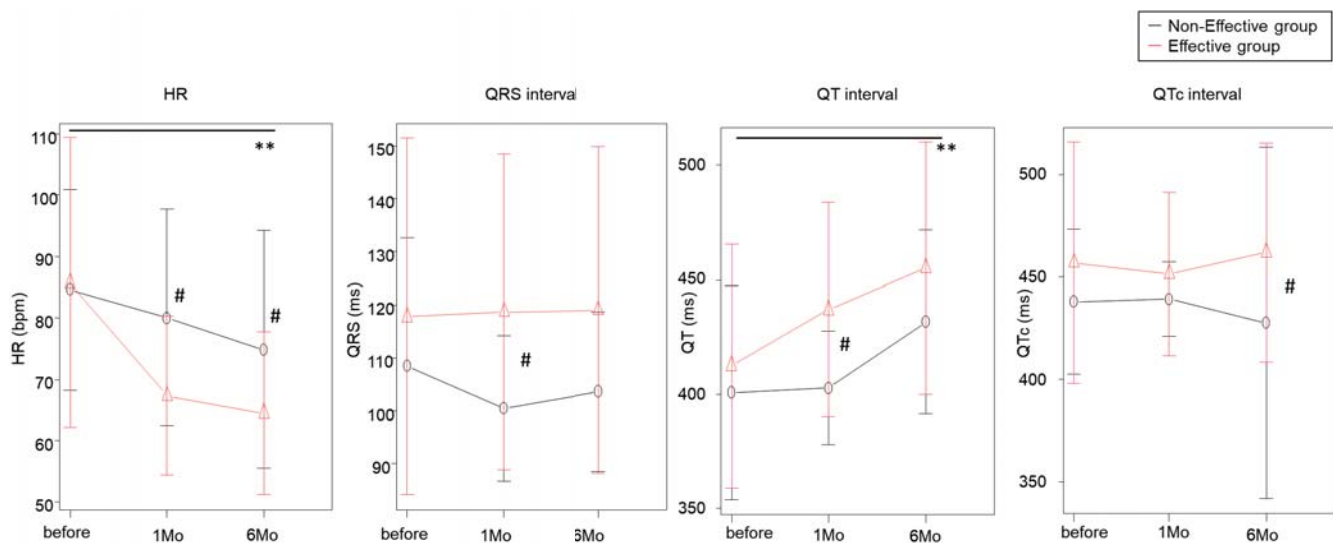 Non-Effective group
Effective group
HR
QRS interval
QT interval
QTc interval
110
100
90
80
70
60
50
HR (bpm)
**
#
#
before
1Mo
6Mo
150
140
130
120
110
100
90
QRS (ms)
#
before
1Mo
6Mo
500
450
400
350
QT (ms)
**
#
before
1Mo
6Mo
500
450
400
350
QTc (ms)
#
before
1Mo
6Mo